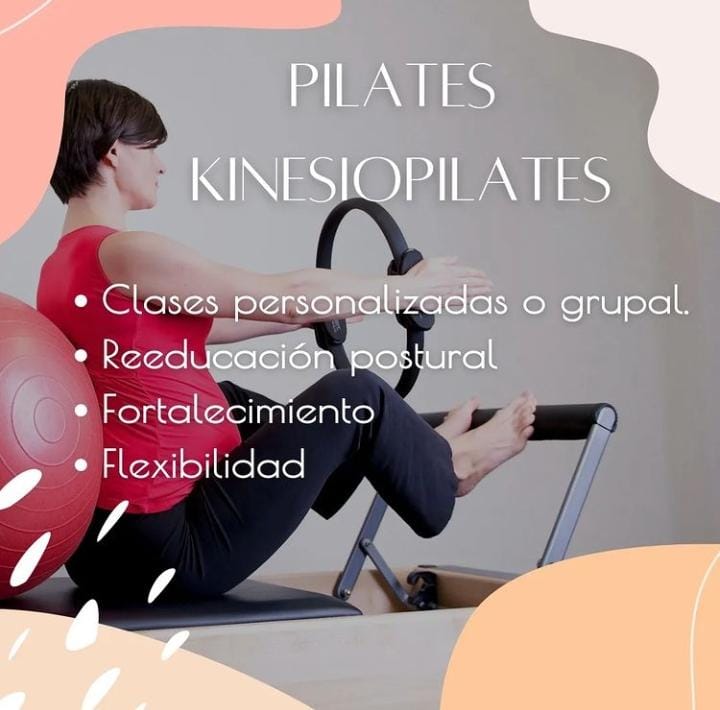 PILATES
KINESIOPILATES
• Clases personalizadas o grupal.
• Reeducación postural
• Fortalecimiento
• Flexibilidad